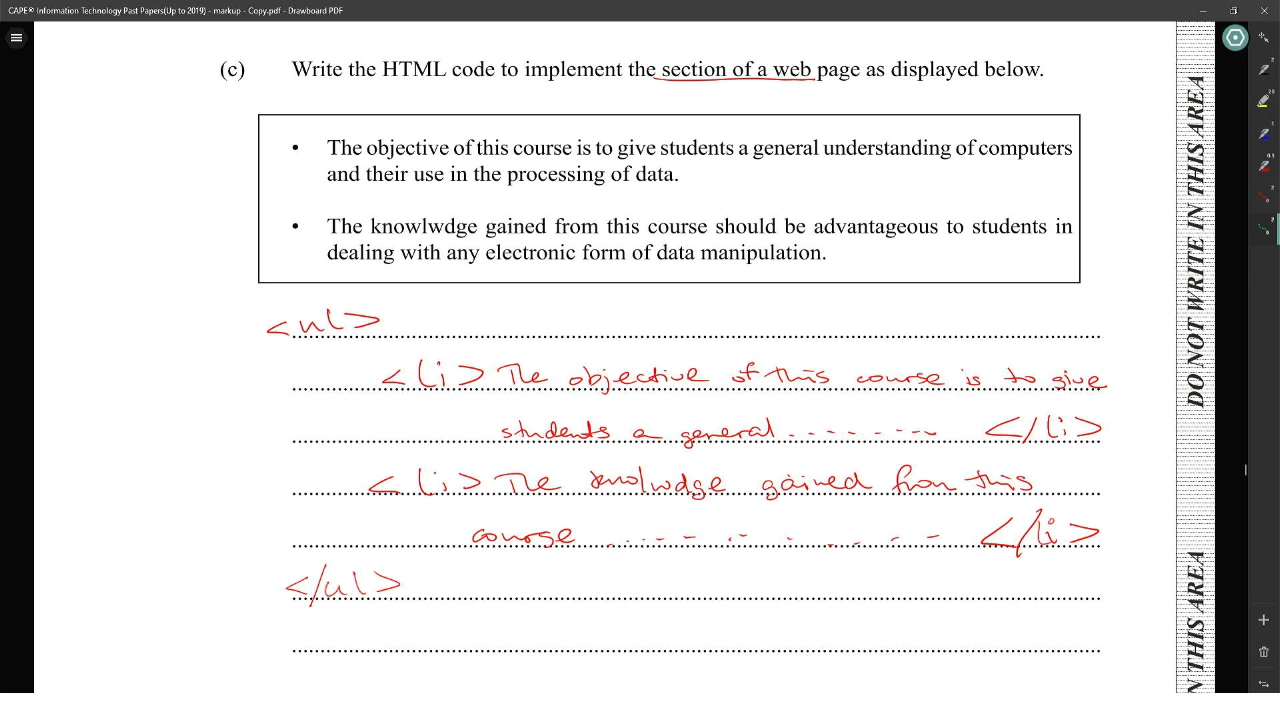 CAPE® Information Technology Past Papers(Up to 2019) - markup - Copy.pdf - Drawboard PDF
(c) Write the HTML code to implement the section of a web page as displayed below.
• The objective of this course is to give students a general understanding of computers
and their use in the processing of data.
• The knowlwdge gained from this course should be advantageous to students in
dealing with any electronic form of data manipulation.
<ul>
<li> The objective of this course is to give
students a general ........ </li>
<li> The knowlwdge gained from this
course .......... </li>
</ul>
DO NOT WRITE IN THIS AREA
N THIS AREA